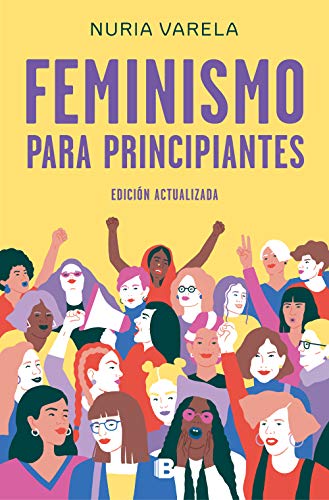 NURIA VARELA
FEMINISMO
PARA PRINCIPIANTES
EDICIÓN ACTUALIZADA
B